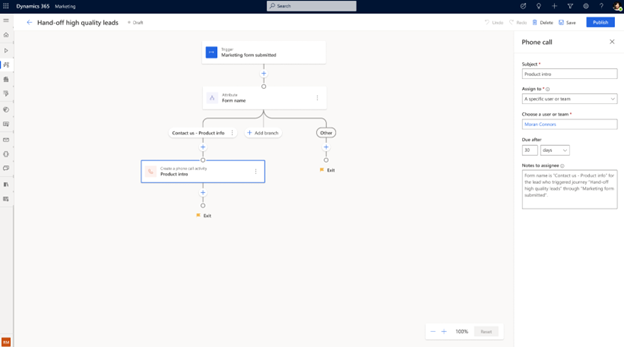 Dynamics 365 Marketing Search
Hand-off high quality leads Draft Undo Redo Delete Save Publish
Trigger
Marketing form submitted
Attribute
Form name
Contact us - Product info
Add branch
Other
Create a phone call activity
Product intro
Exit
Exit
100% Reset
Phone call
Subject *
Product intro
Assign to *
A specific user or team
Choose a user or team *
Due after
days
Notes to assignee
Form name is "Contact us - Product info" for
the lead who triggered journey "Hand-off
high quality leads" through "Marketing form
submitted".